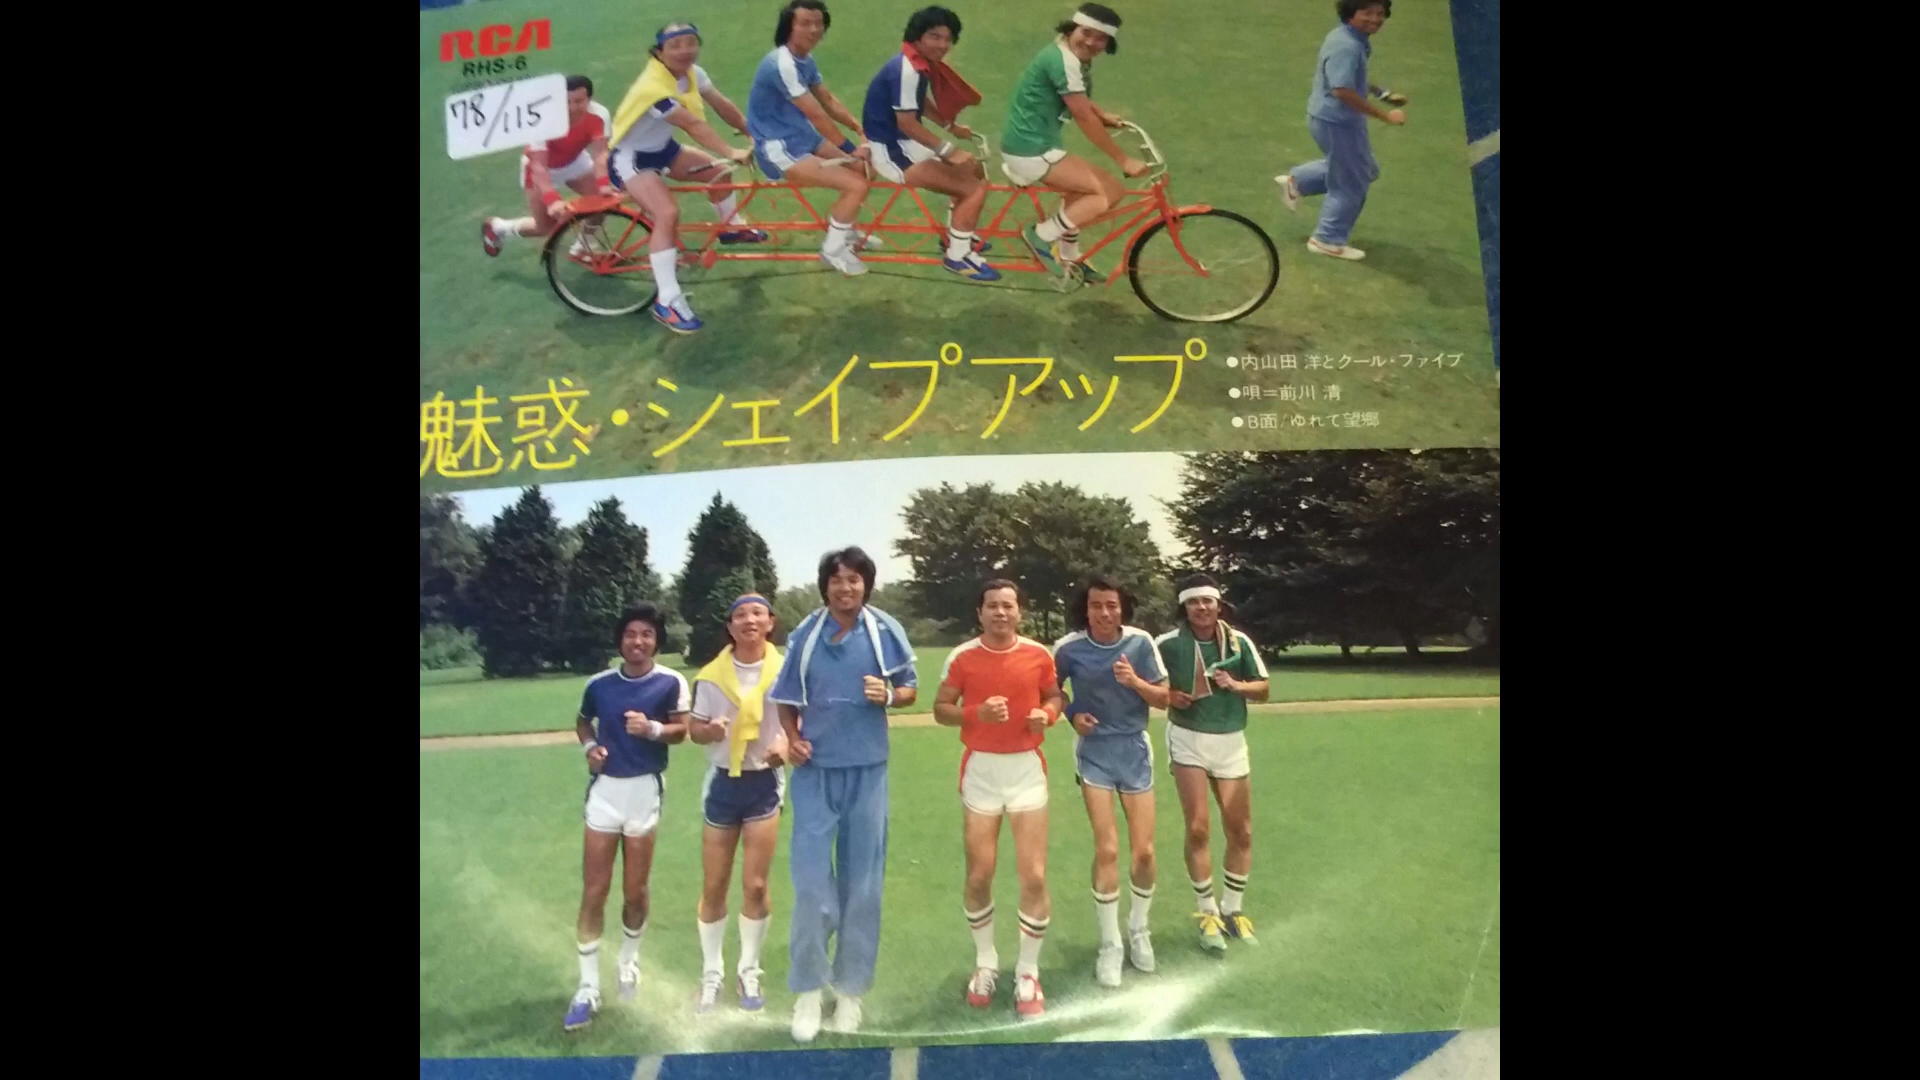 RCA
RHS-6
78/115
魅惑・シェイプアップ
●内山田 洋とクール・ファイブ
●唄=前川 清
●B面/ゆれて望郷